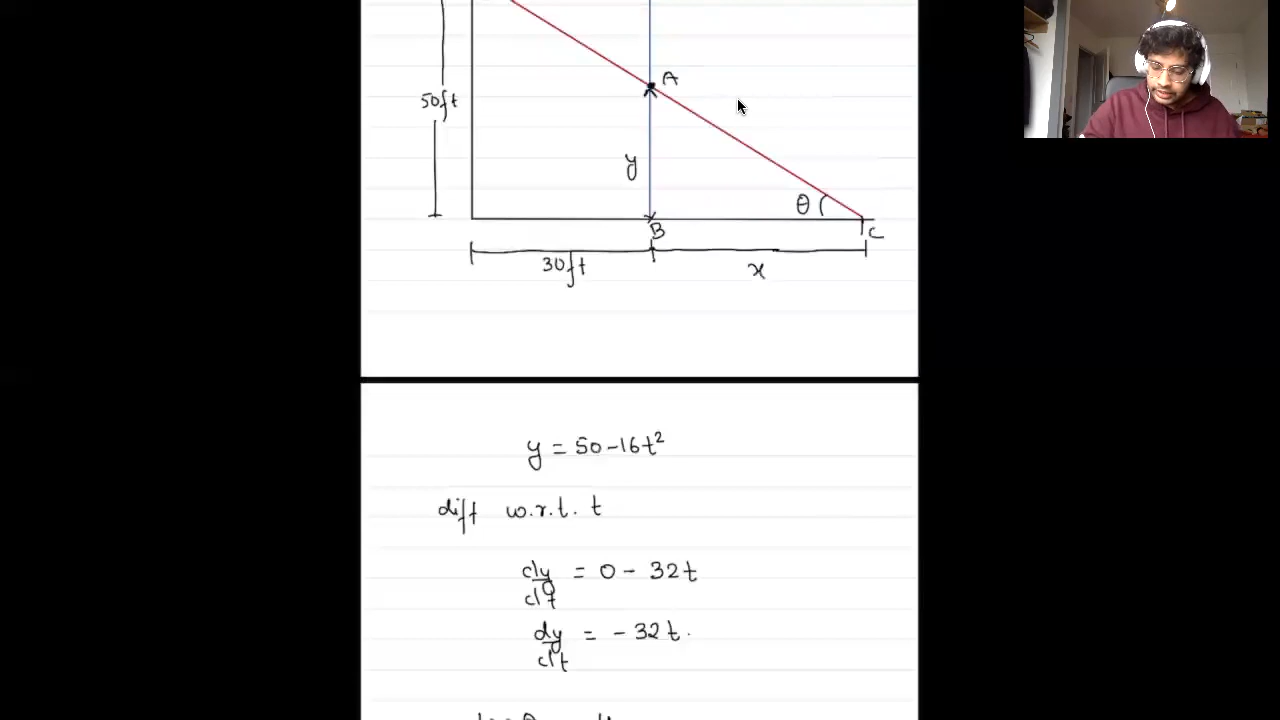 A
50ft
y
θ
B
C
30ft
x
y = 50 - 16t²
diff w.r.t. t
dy/dt = 0 - 32t
dy/dt = - 32t.